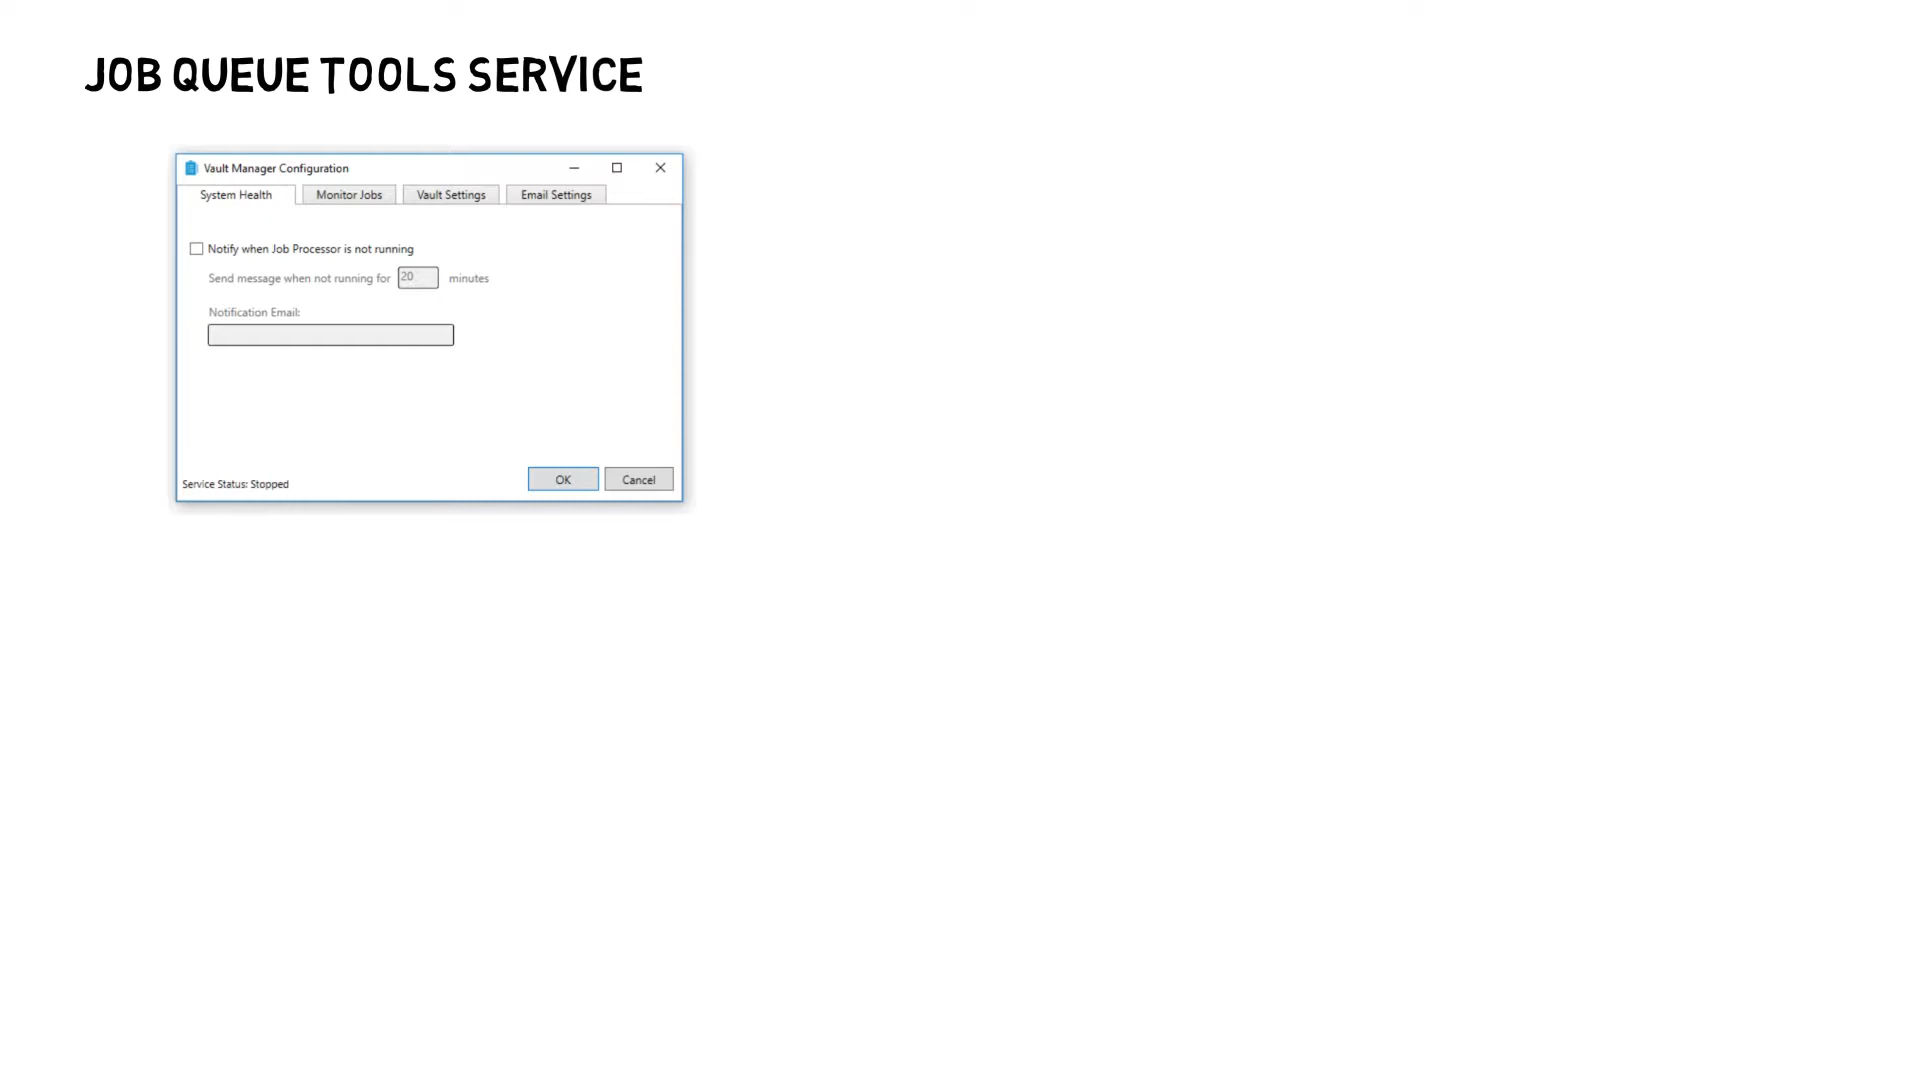 JOB QUEUE TOOLS SERVICE
Vault Manager Configuration
System Health Monitor Jobs Vault Settings Email Settings
Notify when Job Processor is not running
Send message when not running for 20 minutes
Notification Email:
Service Status: Stopped OK Cancel